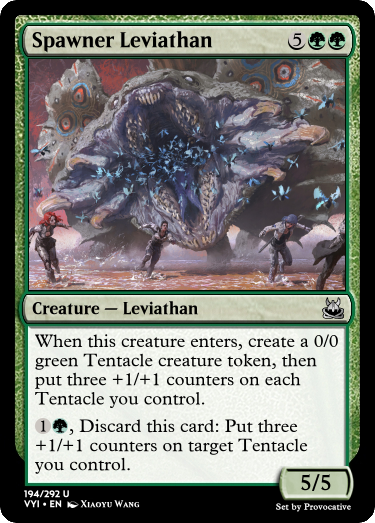 Spawner Leviathan 5
Creature — Leviathan
When this creature enters, create a 0/0
green Tentacle creature token, then
put three +1/+1 counters on each
Tentacle you control.
1, Discard this card: Put three
+1/+1 counters on target Tentacle
you control.
5/5
194/292 U
VYI • EN Xiaoyu Wang
Set by Provocative